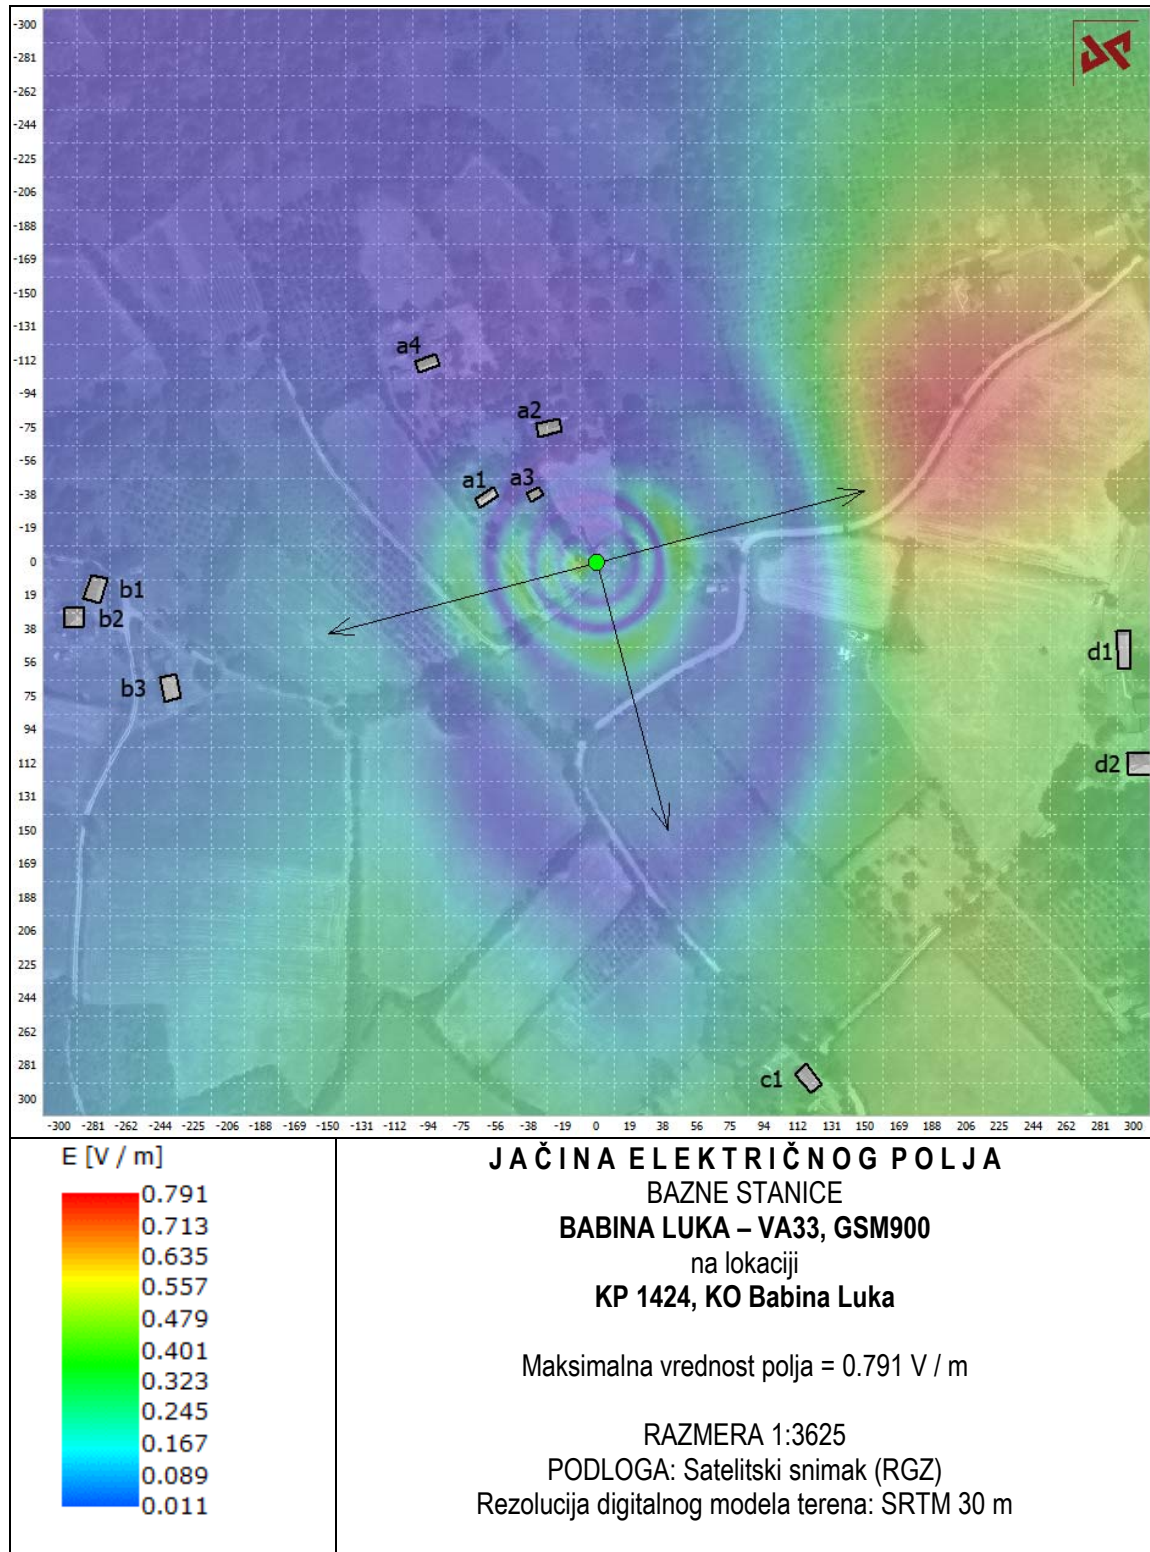 -300
-281
-262
-244
-225
-206
-188
-169
-150
-131
-112
-94
-75
-56
-38
-19
0
19
38
56
75
94
112
131
150
169
188
206
225
244
262
281
300
a4
a2
a1
a3
b1
b2
b3
d1
d2
c1
-300 -281 -262 -244 -225 -206 -188 -169 -150 -131 -112 -94 -75 -56 -38 -19 0 19 38 56 75 94 112 131 150 169 188 206 225 244 262 281 300
E [V / m]
0.791
0.713
0.635
0.557
0.479
0.401
0.323
0.245
0.167
0.089
0.011
JAČINA ELEKTRIČNOG POLJA
BAZNE STANICE
BABINA LUKA – VA33, GSM900
na lokaciji
KP 1424, KO Babina Luka
Maksimalna vrednost polja = 0.791 V / m
RAZMERA 1:3625
PODLOGA: Satelitski snimak (RGZ)
Rezolucija digitalnog modela terena: SRTM 30 m